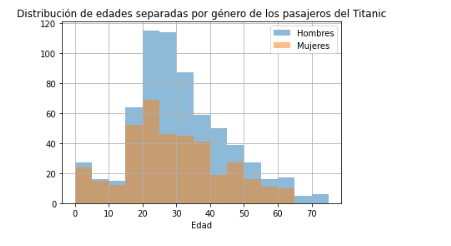 Distribución de edades separadas por género de los pasajeros del Titanic
120
100
80
60
40
20
0
Hombres
Mujeres
0 10 20 30 40 50 60 70
Edad